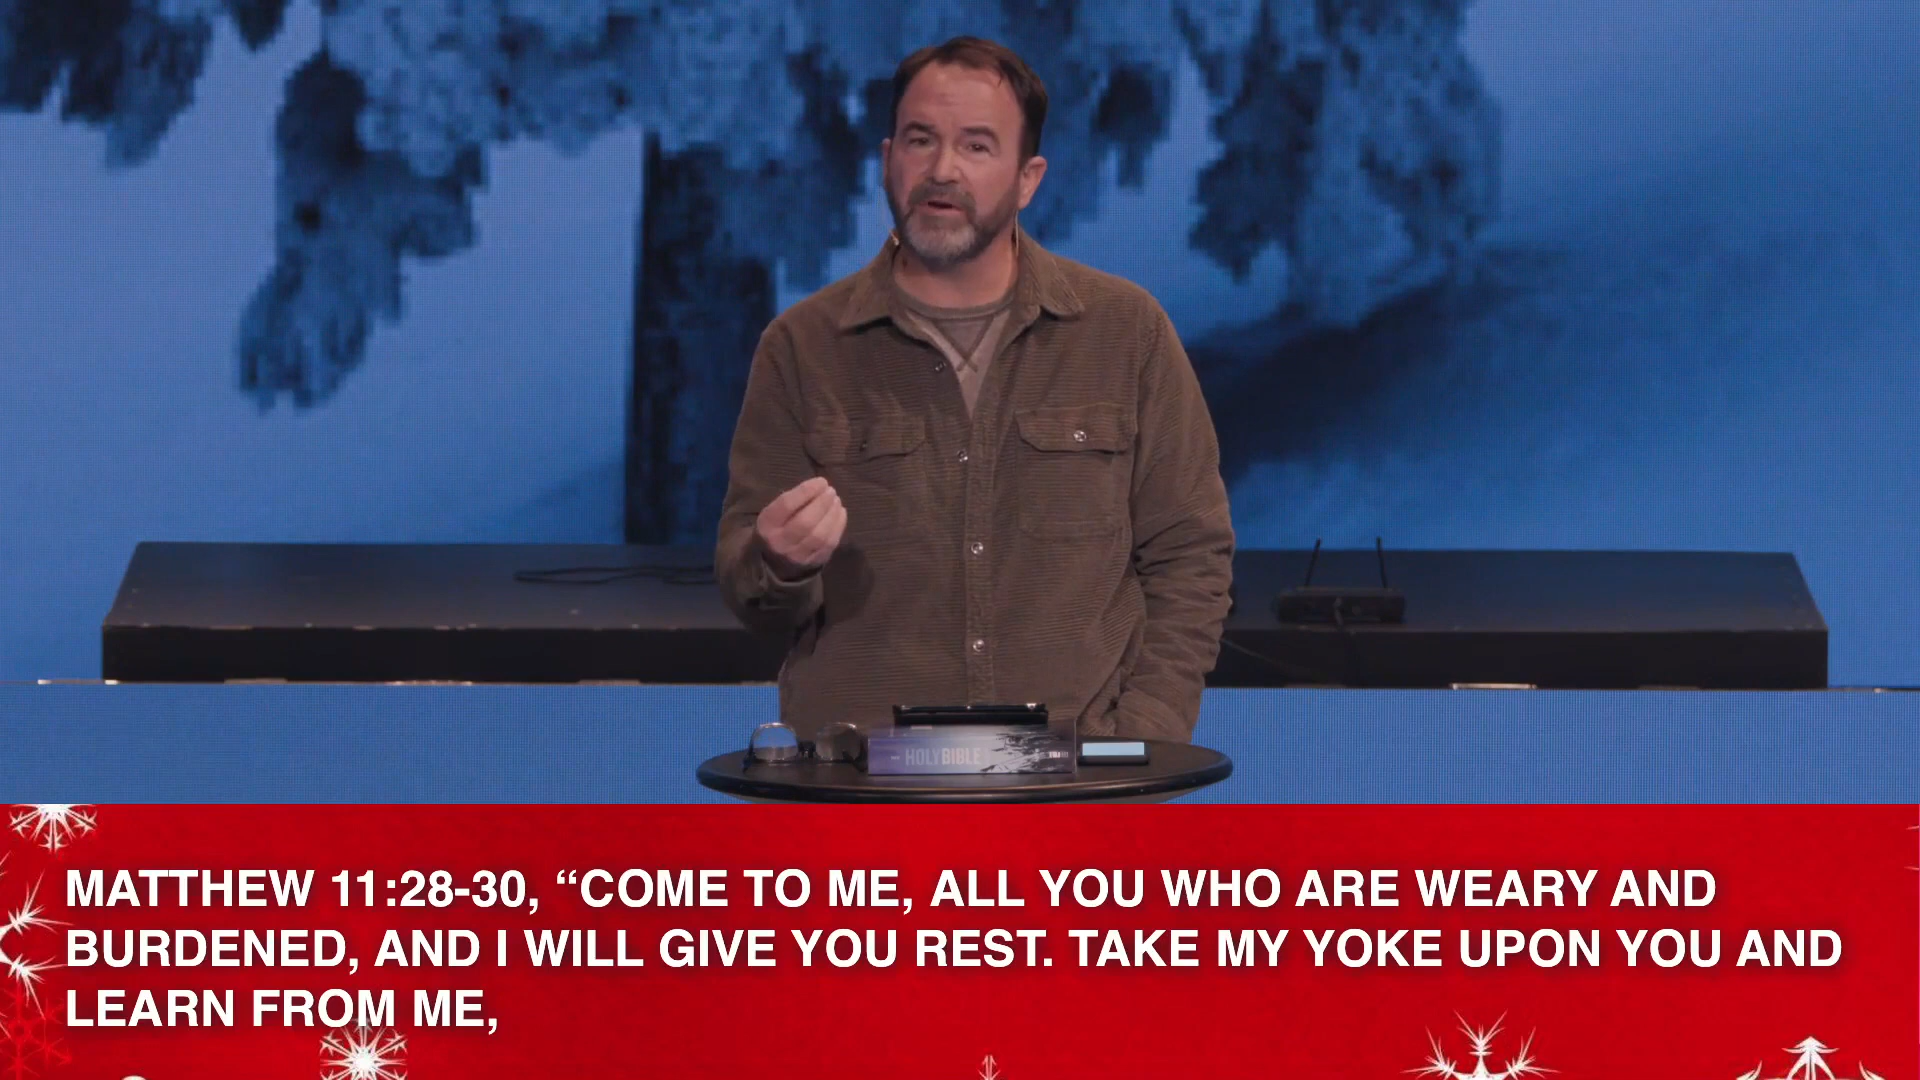 HOLY BIBLE
MATTHEW 11:28-30, “COME TO ME, ALL YOU WHO ARE WEARY AND
BURDENED, AND I WILL GIVE YOU REST. TAKE MY YOKE UPON YOU AND
LEARN FROM ME,